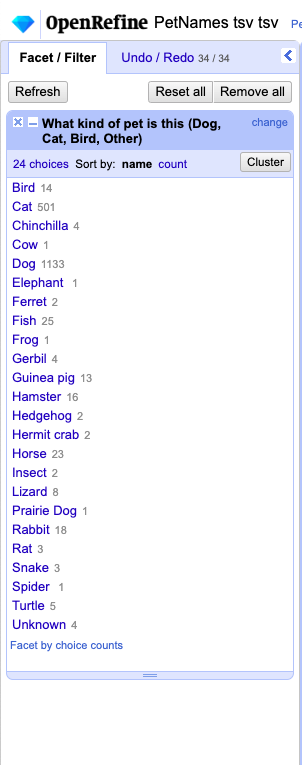 OpenRefine PetNames tsv tsv Pe
Facet / Filter Undo / Redo 34 / 34
Refresh Reset all Remove all
What kind of pet is this (Dog, Cat, Bird, Other) change
24 choices Sort by: name count Cluster
Bird 14
Cat 501
Chinchilla 4
Cow 1
Dog 1133
Elephant 1
Ferret 2
Fish 25
Frog 1
Gerbil 4
Guinea pig 13
Hamster 16
Hedgehog 2
Hermit crab 2
Horse 23
Insect 2
Lizard 8
Prairie Dog 1
Rabbit 18
Rat 3
Snake 3
Spider 1
Turtle 5
Unknown 4
Facet by choice counts